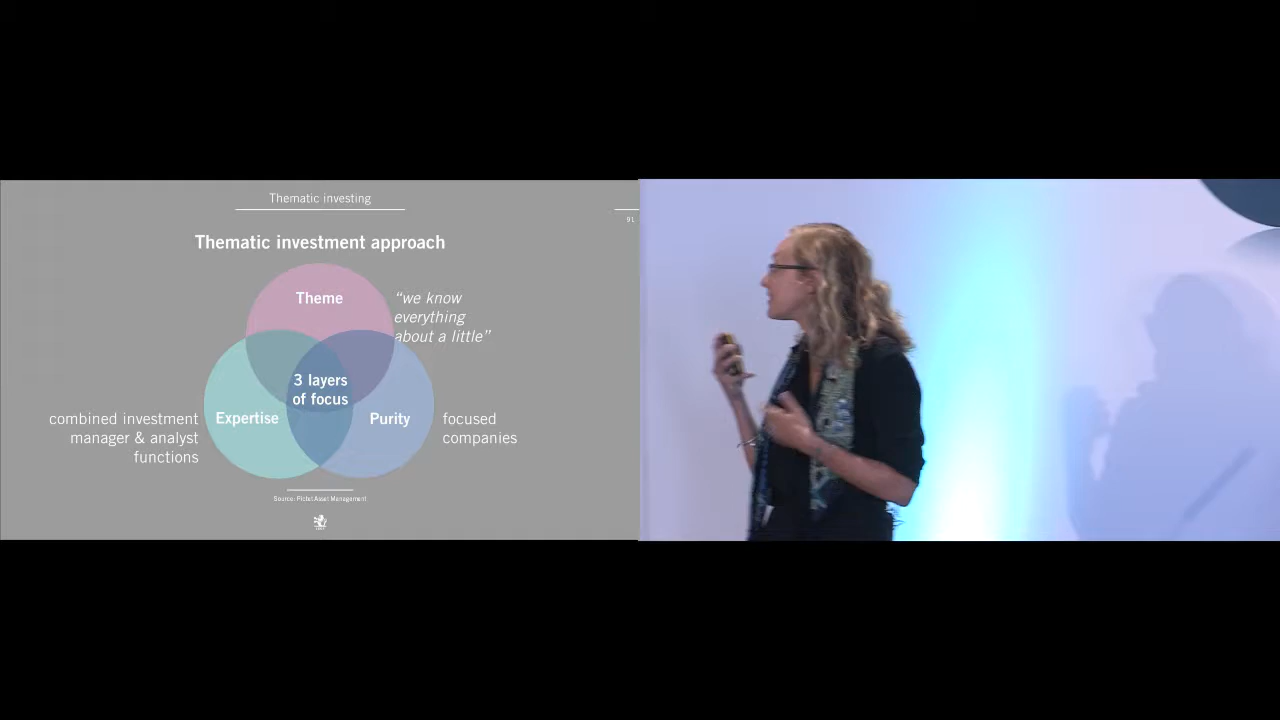 Thematic investing
91
Thematic investment approach
Theme
“we know
everything
about a little”
3 layers
of focus
Expertise
Purity
combined investment
manager & analyst
functions
focused
companies
Source: Pictet Asset Management